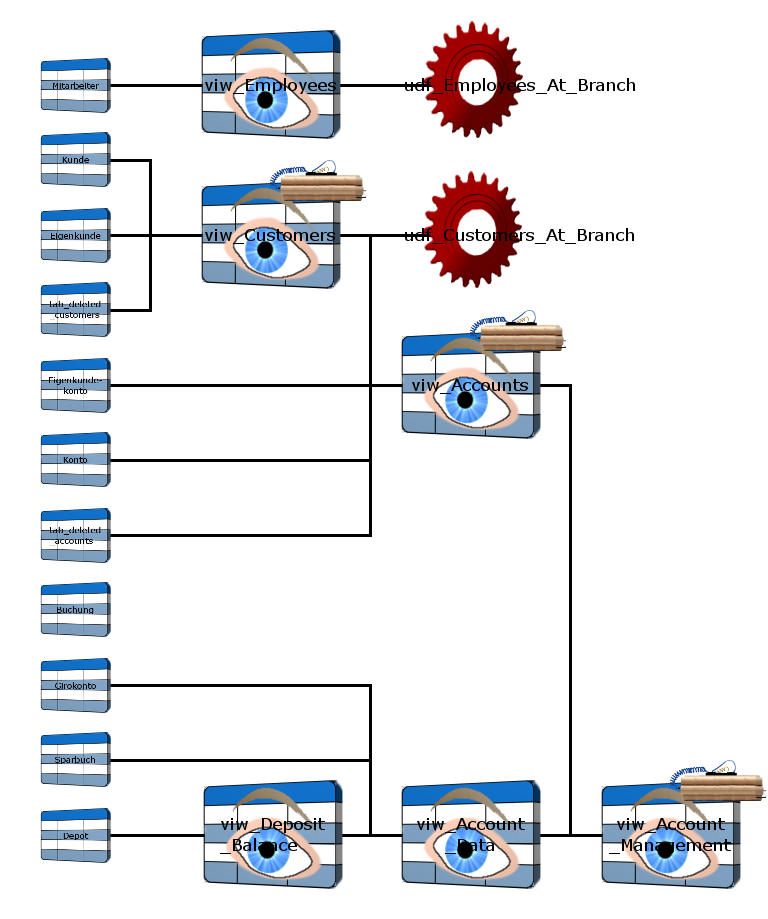 Mitarbeiter
viw_Employees
udf_Employees_At_Branch
Kunde
Eigenkunde
viw_Customers
udf_Customers_At_Branch
tab_deleted
_customers
Eigenkunde-
konto
viw_Accounts
Konto
tab_deleted
_accounts
Buchung
Girokonto
Sparbuch
Depot
viw_Deposit
_Balance
viw_Account
_Data
viw_Account
_Management